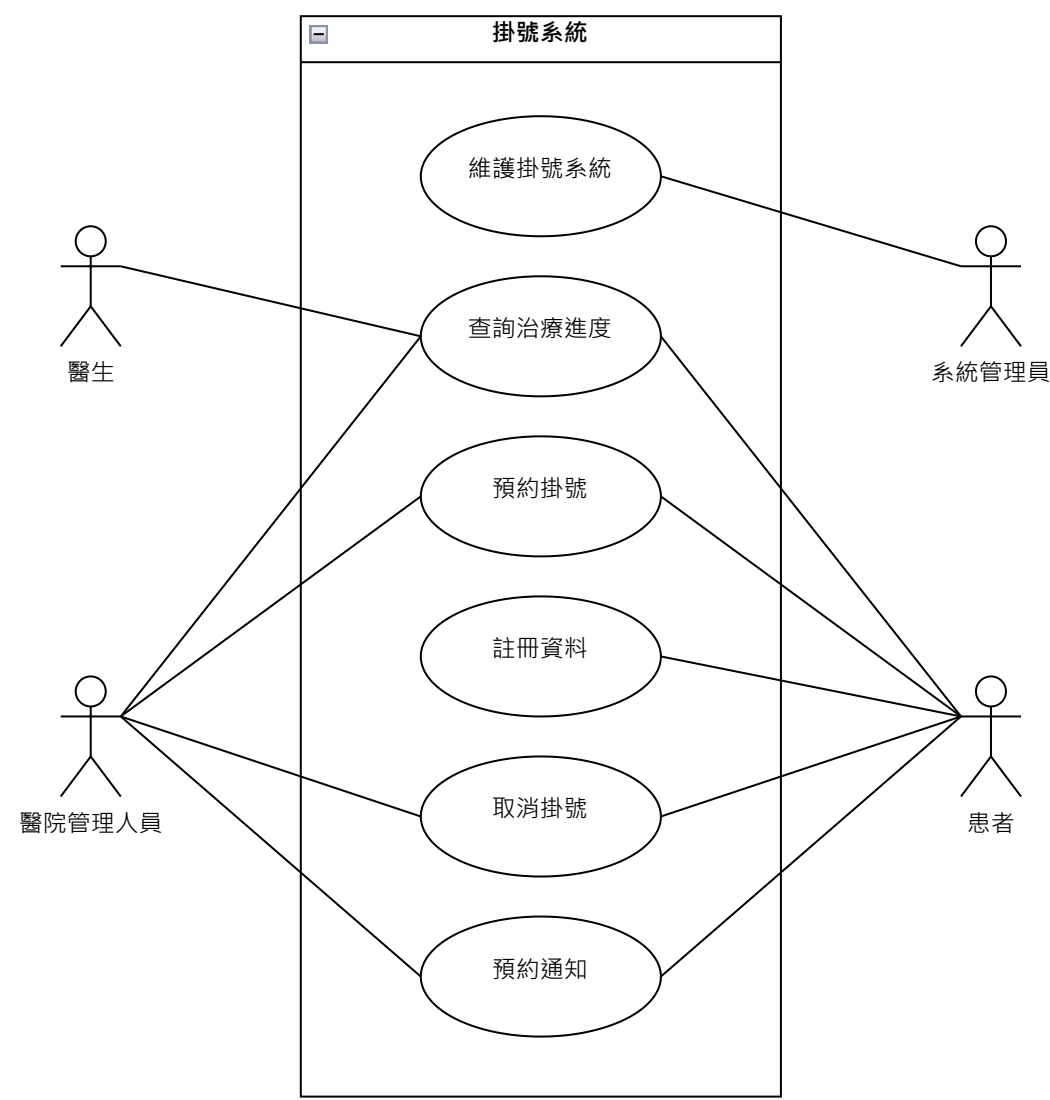 掛號系統
維護掛號系統
查詢治療進度
醫生
系統管理員
預約掛號
註冊資料
取消掛號
醫院管理人員
患者
預約通知